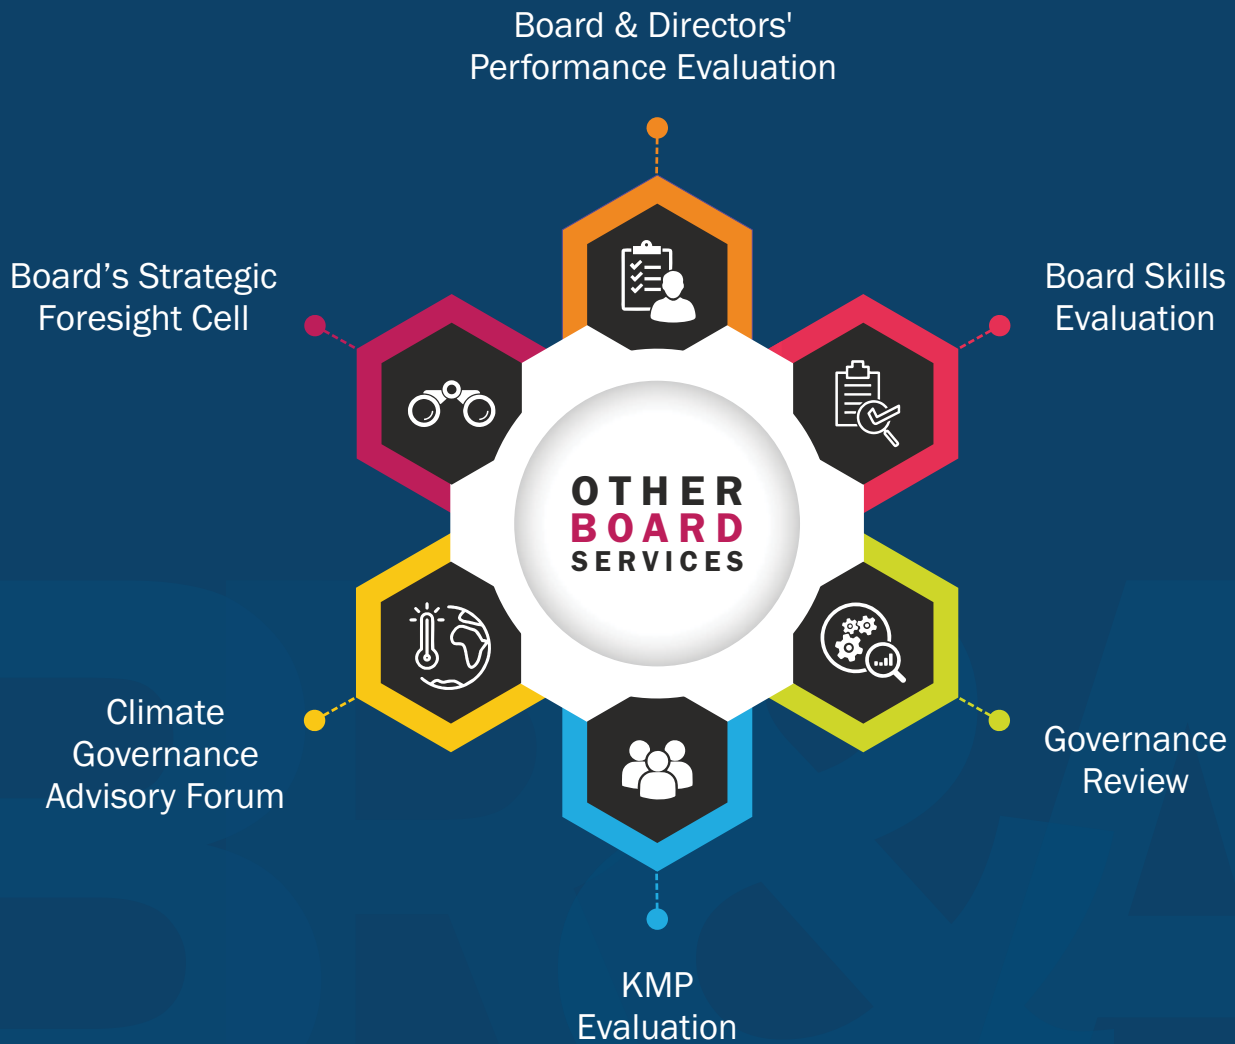 Board & Directors'
Performance Evaluation
Board’s Strategic
Foresight Cell
Board Skills
Evaluation
OTHER
BOARD
SERVICES
Climate
Governance
Advisory Forum
Governance
Review
KMP
Evaluation